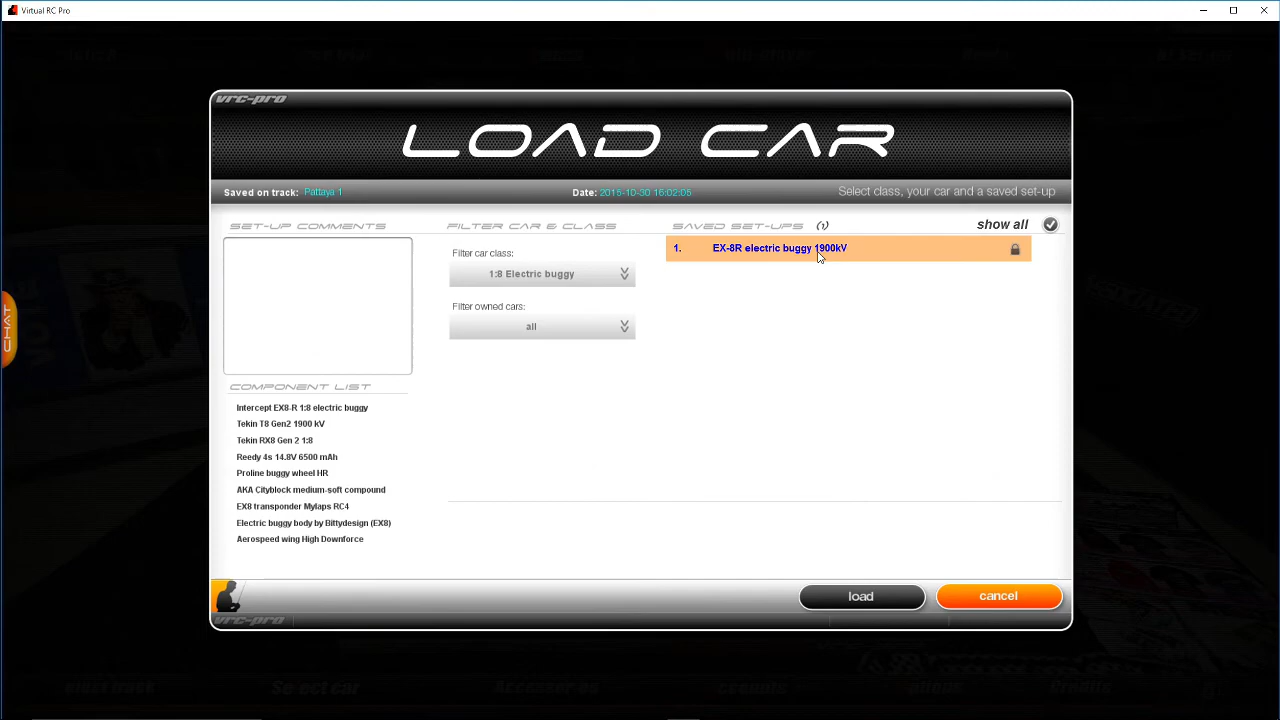 Virtual RC Pro
vrc-pro
LOAD CAR
Saved on track: Pattaya 1
Date: 2015-10-30 16:02:05
Select class, your car and a saved set-up
SET-UP COMMENTS
FILTER CAR & CLASS
SAVED SET-UPS (1)
show all
Filter car class:
1:8 Electric buggy
Filter owned cars:
all
1. EX-8R electric buggy 1900kV
CHAT
COMPONENT LIST
Intercept EX8-R 1:8 electric buggy
Tekin T8 Gen2 1900 kV
Tekin RX8 Gen 2 1:8
Reedy 4s 14.8V 6500 mAh
Proline buggy wheel HR
AKA Cityblock medium-soft compound
EX8 transponder Mylaps RC4
Electric buggy body by Bittydesign (EX8)
Aerospeed wing High Downforce
load
cancel
vrc-pro
Select car
Accessories